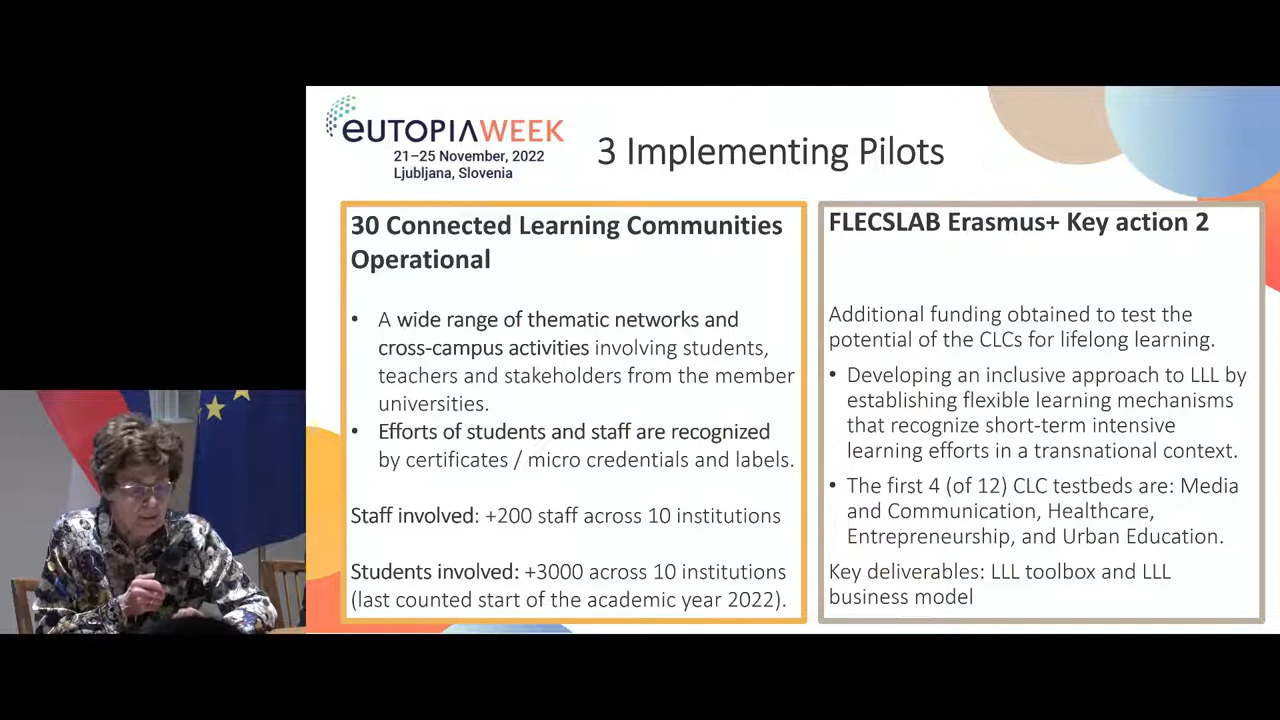 eUTOPIAWEEK
21–25 November, 2022
Ljubljana, Slovenia
3 Implementing Pilots
30 Connected Learning Communities
Operational
• A wide range of thematic networks and
cross-campus activities involving students,
teachers and stakeholders from the member
universities.
• Efforts of students and staff are recognized
by certificates / micro credentials and labels.
Staff involved: +200 staff across 10 institutions
Students involved: +3000 across 10 institutions
(last counted start of the academic year 2022).
FLECSLAB Erasmus+ Key action 2
Additional funding obtained to test the
potential of the CLCs for lifelong learning.
• Developing an inclusive approach to LLL by
establishing flexible learning mechanisms
that recognize short-term intensive
learning efforts in a transnational context.
• The first 4 (of 12) CLC testbeds are: Media
and Communication, Healthcare,
Entrepreneurship, and Urban Education.
Key deliverables: LLL toolbox and LLL
business model